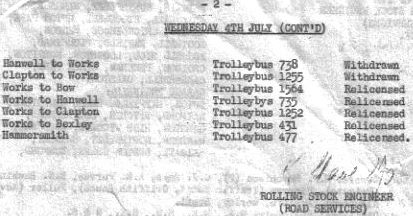 - 2 -
WEDNESDAY 4TH JULY (CONT'D)
Hanwell to Works Trolleybus 738 Withdrawn
Clapton to Works Trolleybus 1255 Withdrawn
Works to Bow Trolleybus 1564 Relicensed
Works to Hanwell Trolleybys 735 Relicensed
Works to Clapton Trolleybus 1252 Relicensed
Works to Bexley Trolleybus 431 Relicensed
Hammersmith Trolleybus 477 Relicensed.
ROLLING STOCK ENGINEER
(ROAD SERVICES)